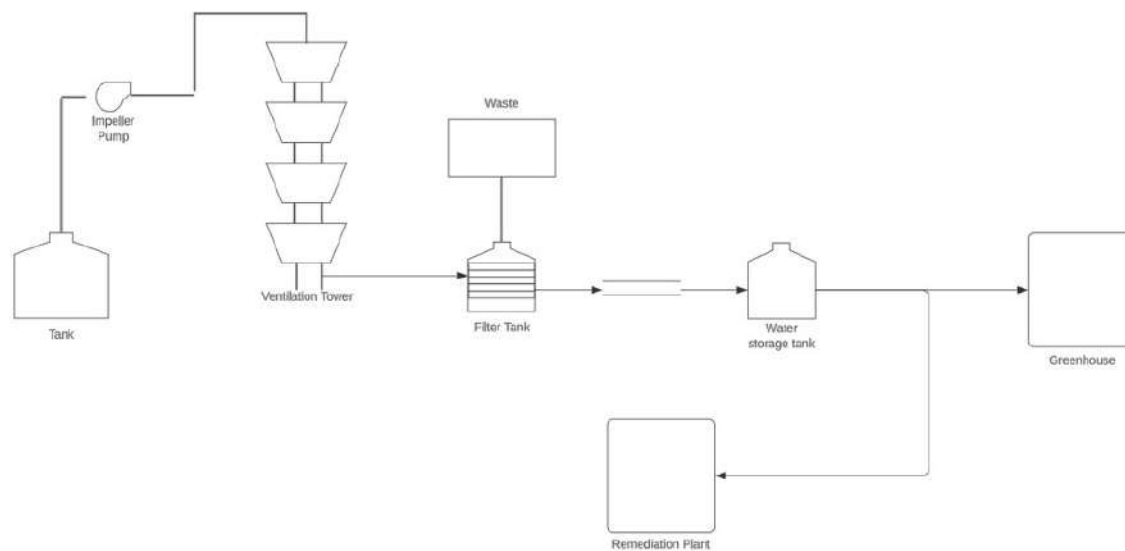 Impeller
Pump
Waste
Tank
Ventilation Tower
Filter Tank
Water
storage tank
Greenhouse
Remediation Plant